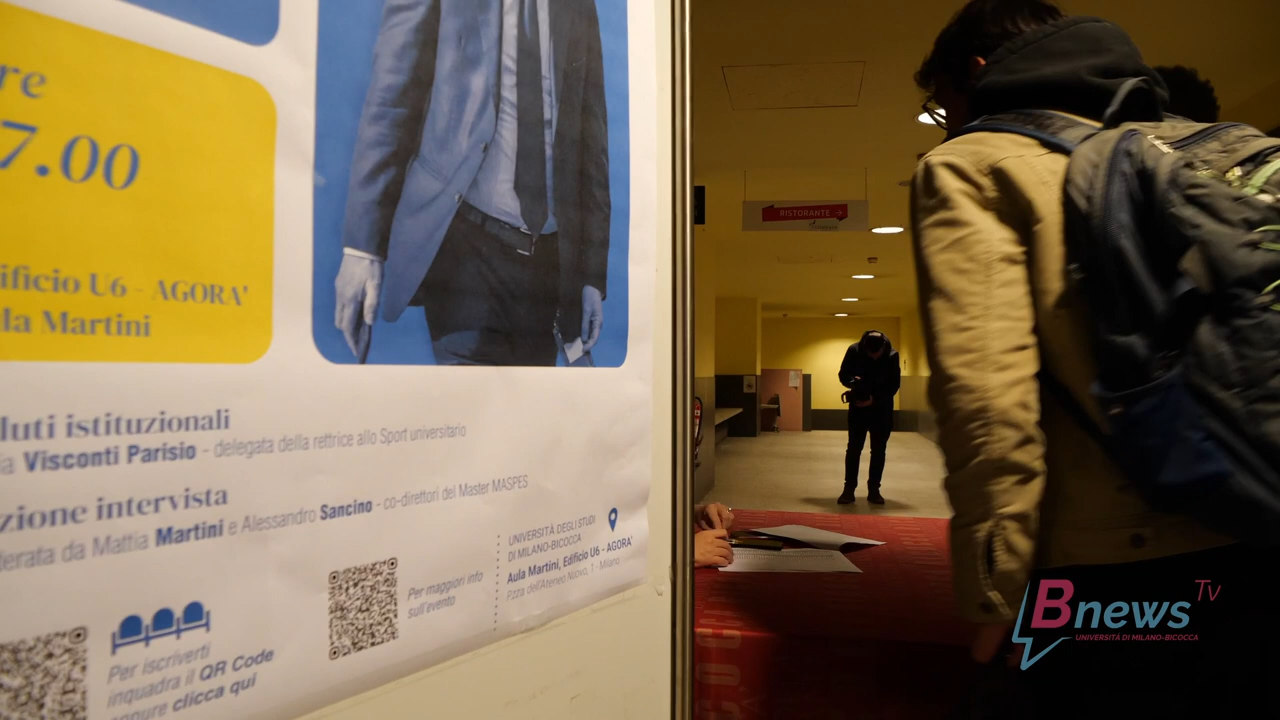 re
7.00
ificio U6 - AGORA'
la Martini
luti istituzionali
ia Visconti Parisio - delegata della rettrice allo Sport universitario
zione intervista
derata da Mattia Martini e Alessandro Sancino - co-direttori del Master MASPES
Per iscriverti
inquadra il QR Code
oppure clicca qui
Per maggiori info
sull'evento
UNIVERSITÀ DEGLI STUDI
DI MILANO-BICOCCA
Aula Martini, Edificio U6 - AGORA'
P.zza dell'Ateneo Nuovo, 1 - Milano
RISTORANTE
Bnews Tv
UNIVERSITÀ DI MILANO-BICOCCA